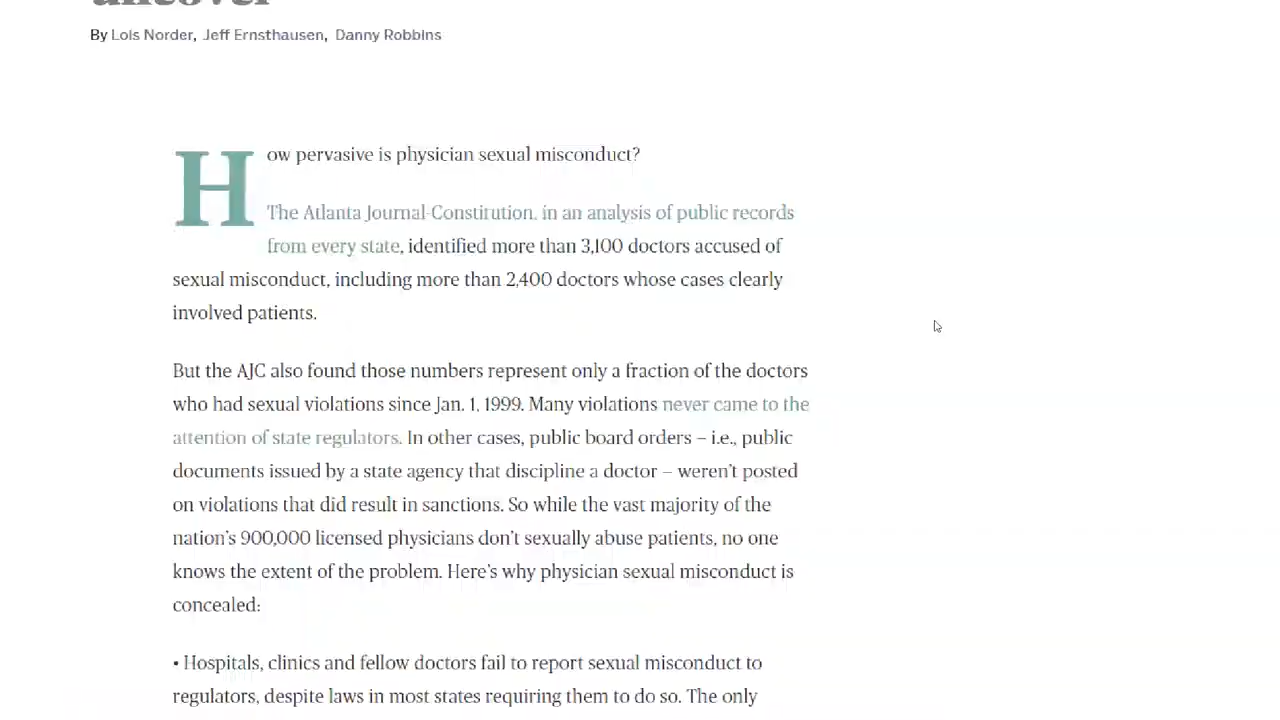 uncover
By Lois Norder, Jeff Ernsthausen, Danny Robbins
How pervasive is physician sexual misconduct?
The Atlanta Journal-Constitution, in an analysis of public records
from every state, identified more than 3,100 doctors accused of
sexual misconduct, including more than 2,400 doctors whose cases clearly
involved patients.
But the AJC also found those numbers represent only a fraction of the doctors
who had sexual violations since Jan. 1, 1999. Many violations never came to the
attention of state regulators. In other cases, public board orders – i.e., public
documents issued by a state agency that discipline a doctor – weren't posted
on violations that did result in sanctions. So while the vast majority of the
nation's 900,000 licensed physicians don't sexually abuse patients, no one
knows the extent of the problem. Here's why physician sexual misconduct is
concealed:
• Hospitals, clinics and fellow doctors fail to report sexual misconduct to
regulators, despite laws in most states requiring them to do so. The only